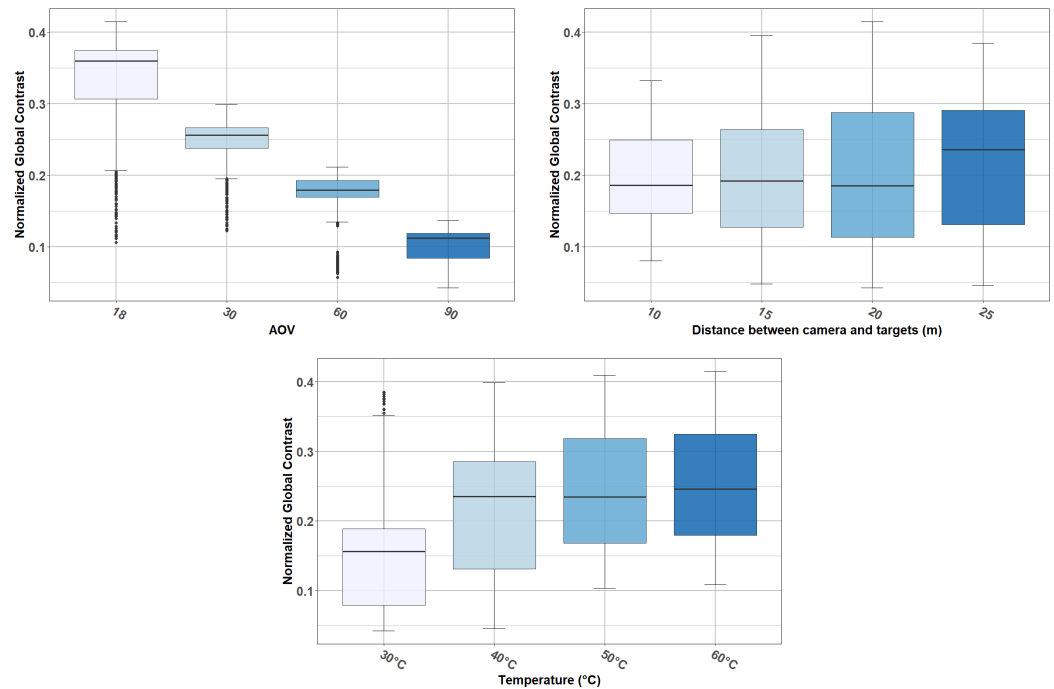 Normalized Global Contrast
0.4
0.3
0.2
0.1
18
30
60
90
AOV
Normalized Global Contrast
0.4
0.3
0.2
0.1
10
15
20
25
Distance between camera and targets (m)
Normalized Global Contrast
0.4
0.3
0.2
0.1
30°C
40°C
50°C
60°C
Temperature (°C)